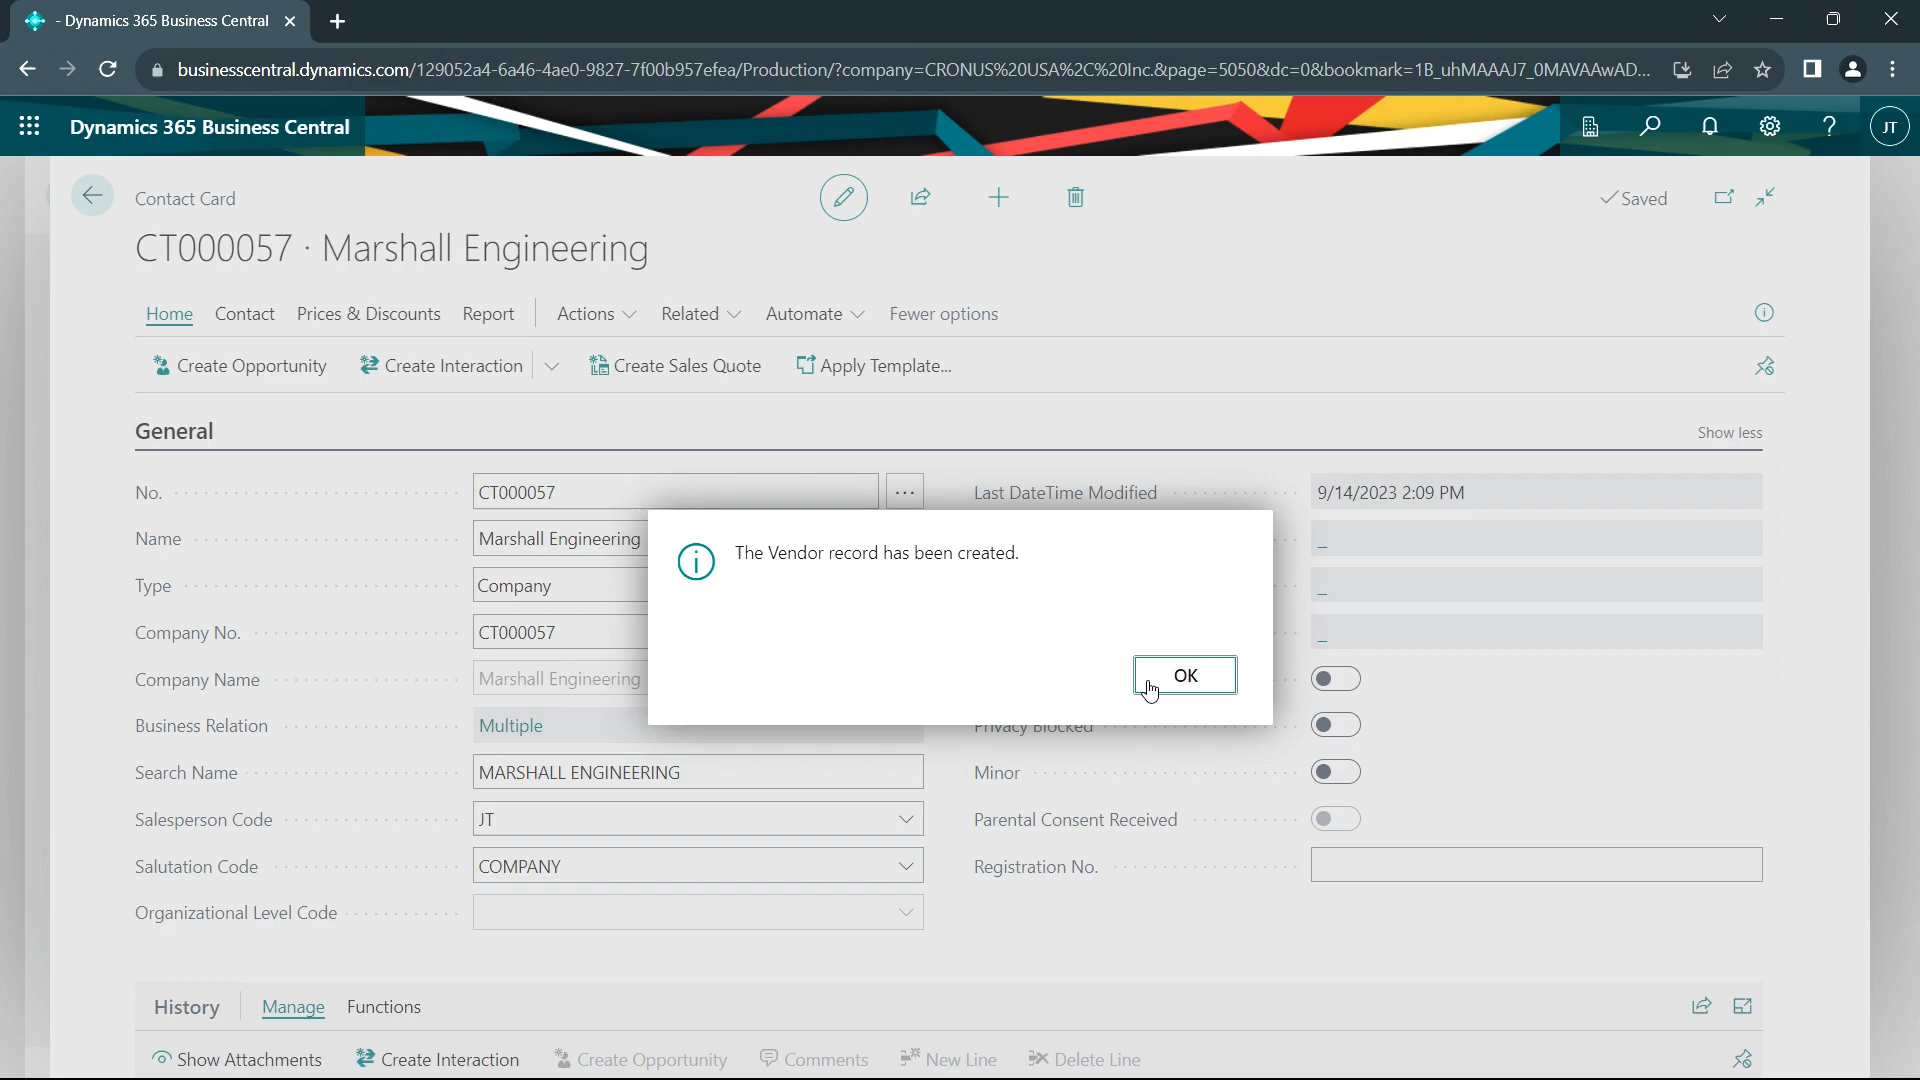 - Dynamics 365 Business Central
businesscentral.dynamics.com/129052a4-6a46-4ae0-9827-7f00b957efea/Production/?company=CRONUS%20USA%2C%20Inc.&page=5050&dc=0&bookmark=1B_uhMAAAJ7_0MAVAAwAD...
Dynamics 365 Business Central
JT
Contact Card
Saved
CT000057 · Marshall Engineering
Home Contact Prices & Discounts Report Actions Related Automate Fewer options
Create Opportunity Create Interaction Create Sales Quote Apply Template...
General Show less
No. CT000057 ... Last DateTime Modified 9/14/2023 2:09 PM
Name Marshall Engineering _
The Vendor record has been created.
Type Company _
Company No. CT000057 _
OK
Company Name Marshall Engineering
Business Relation Multiple Privacy Blocked
Search Name MARSHALL ENGINEERING Minor
Salesperson Code JT Parental Consent Received
Salutation Code COMPANY Registration No.
Organizational Level Code
History Manage Functions
Show Attachments Create Interaction Create Opportunity Comments New Line Delete Line